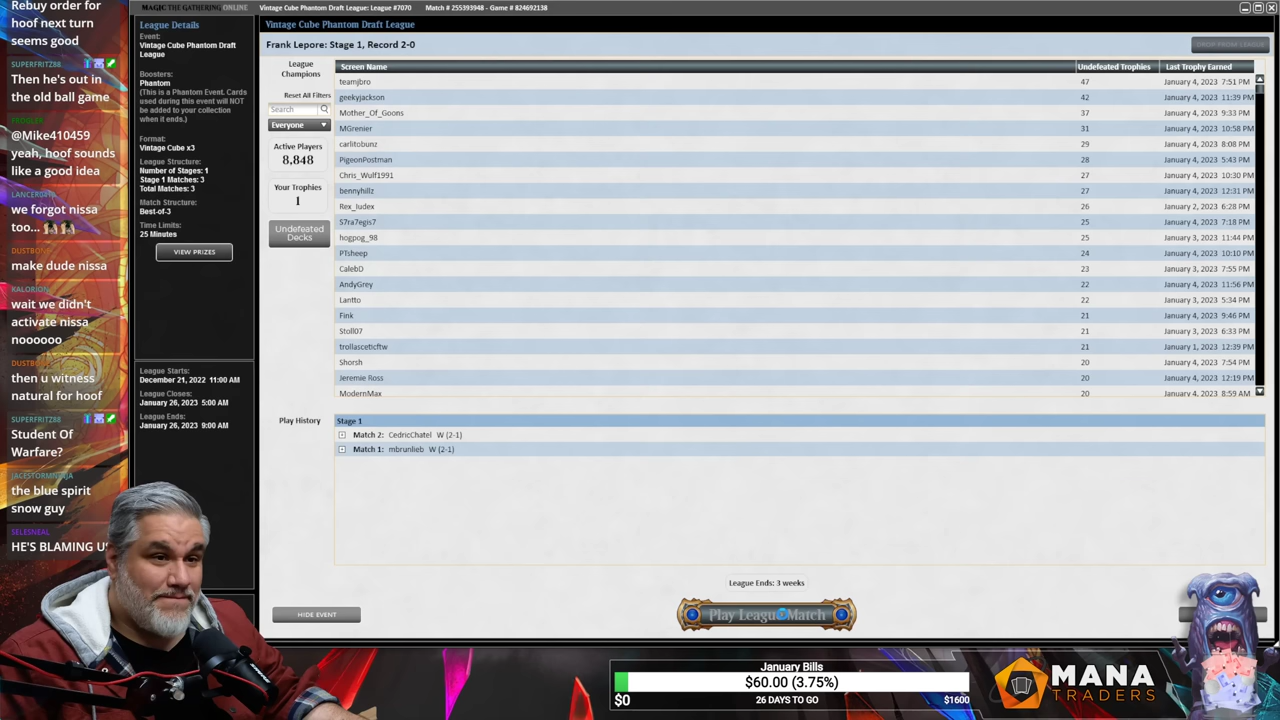 Rebuy order for
hoof next turn
seems good
SUPERFRITZ88
Then he's out in
the old ball game
@Mike410459
yeah, hoof sounds
like a good idea
we forgot nissa
too...
make dude nissa
KALORION
wait we didn't
activate nissa
nooooo
then u witness
natural for hoof
SUPERFRITZ88
Student Of
Warfare?
JACESTORMNINJA
the blue spirit
snow guy
SELESNEAL
HE'S BLAMING US
MAGIC THE GATHERING ONLINE
Vintage Cube Phantom Draft League: League #7070
Match # 255393948 - Game # 824692138
League Details
Event:
Vintage Cube Phantom Draft
League
Boosters:
Phantom
(This is a Phantom Event. Cards
used during this event will NOT
be added to your collection
when it ends.)
Format:
Vintage Cube x3
League Structure:
Number of Stages: 1
Stage 1 Matches: 3
Total Matches: 3
Match Structure:
Best-of-3
Time Limits:
25 Minutes
VIEW PRIZES
League Starts:
December 21, 2022 11:00 AM
League Closes:
January 26, 2023 5:00 AM
League Ends:
January 26, 2023 9:00 AM
Vintage Cube Phantom Draft League
Frank Lepore: Stage 1, Record 2-0
DROP FROM LEAGUE
League
Champions
Reset All Filters
Search
Everyone
Active Players
8,848
Your Trophies
1
Undefeated
Decks
Screen Name Undefeated Trophies Last Trophy Earned
teamjbro 47 January 4, 2023 7:51 PM
geekyjackson 42 January 4, 2023 11:39 PM
Mother_Of_Goons 37 January 4, 2023 9:33 PM
MGrenier 31 January 4, 2023 10:58 PM
carlitobunz 29 January 4, 2023 8:08 PM
PigeonPostman 28 January 4, 2023 5:43 PM
Chris_Wulf1991 27 January 4, 2023 10:30 PM
bennyhillz 27 January 4, 2023 12:31 PM
Rex_Iudex 26 January 2, 2023 6:28 PM
S7ra7egis7 25 January 4, 2023 7:18 PM
hogpog_98 25 January 3, 2023 11:44 PM
PTsheep 24 January 4, 2023 10:10 PM
CalebD 23 January 3, 2023 7:55 PM
AndyGrey 22 January 4, 2023 11:56 PM
Lantto 22 January 3, 2023 5:34 PM
Fink 21 January 4, 2023 9:46 PM
Stoll07 21 January 3, 2023 6:33 PM
trollasceticftw 21 January 1, 2023 12:39 PM
Shorsh 20 January 4, 2023 7:54 PM
Jeremie Ross 20 January 4, 2023 12:19 PM
ModernMax 20 January 4, 2023 8:59 AM
Play History
Stage 1
Match 2: CedricChatel W (2-1)
Match 1: mbrunlieb W (2-1)
League Ends: 3 weeks
HIDE EVENT
Play League Match
January Bills
$60.00 (3.75%)
$0 26 DAYS TO GO $1600
MANA
TRADERS